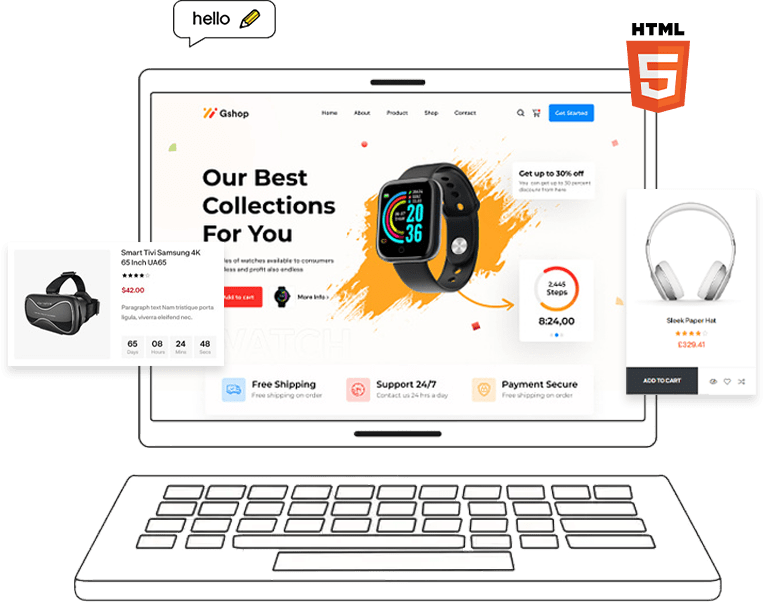 hello
HTML
5
Gshop
Home About Product Shop Contact
Get Started
Our Best
Collections
For You
of watches available to consumers
and profit also endless
Add to cart
More Info
WATCH
Get up to 30% off
You can get up to 30 percent
discount from here
20
36
2,445
Steps
8:24,00
Smart Tivi Samsung 4K
65 Inch UA65
$42.00
Paragraph text Nam tristique porta
ligula, viverra eleifend nec.
65 08 24 48
Days Hours Mins Secs
Sleek Paper Hat
£329.41
ADD TO CART
Free Shipping
Free shipping on order
Support 24/7
Contact us 24 hrs a day
Payment Secure
Free shipping on order